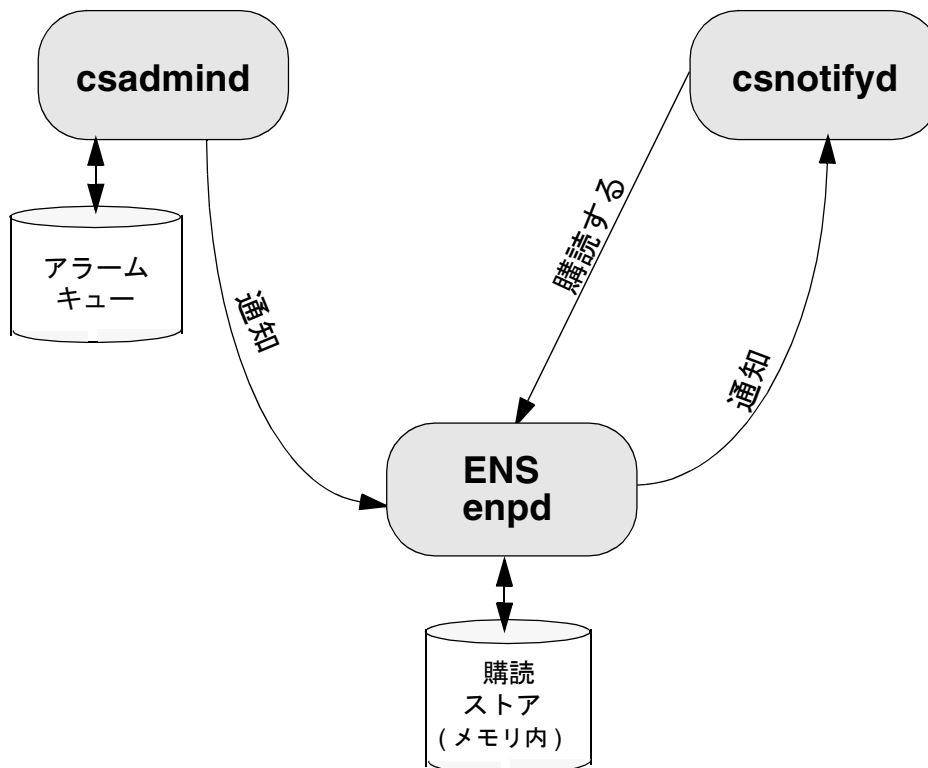 csadmind
csnotifyd
アラーム
キュー
通知
購読する
通知
ENS
enpd
購読
ストア
( メモリ内 )